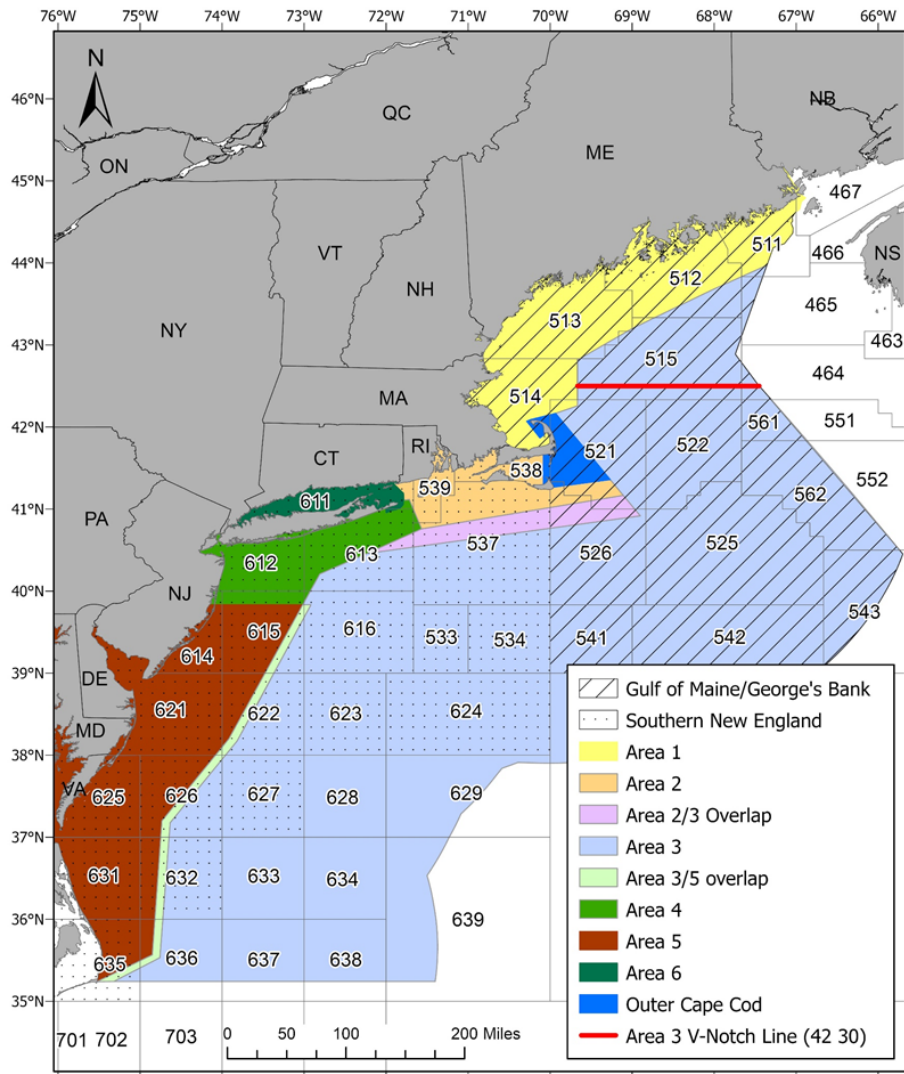 76°W 75°W 74°W 73°W 72°W 71°W 70°W 69°W 68°W 67°W 66°W
N
46°N
45°N
44°N
43°N
42°N
41°N
40°N
39°N
38°N
37°N
36°N
35°N
QC
NB
ON
ME
467
VT
511
466
NS
NH
512
465
NY
513
463
515
464
514
MA
551
561
CT
RI
521
522
538
552
539
562
611
PA
537
526
525
612
613
NJ
543
616
533
534
541
542
615
614
DE
621
622
623
624
MD
VA
625
626
627
628
629
631
632
633
634
639
635
636
637
638
701 702
703
0 50 100 200 Miles
Gulf of Maine/George's Bank
Southern New England
Area 1
Area 2
Area 2/3 Overlap
Area 3
Area 3/5 overlap
Area 4
Area 5
Area 6
Outer Cape Cod
Area 3 V-Notch Line (42 30)